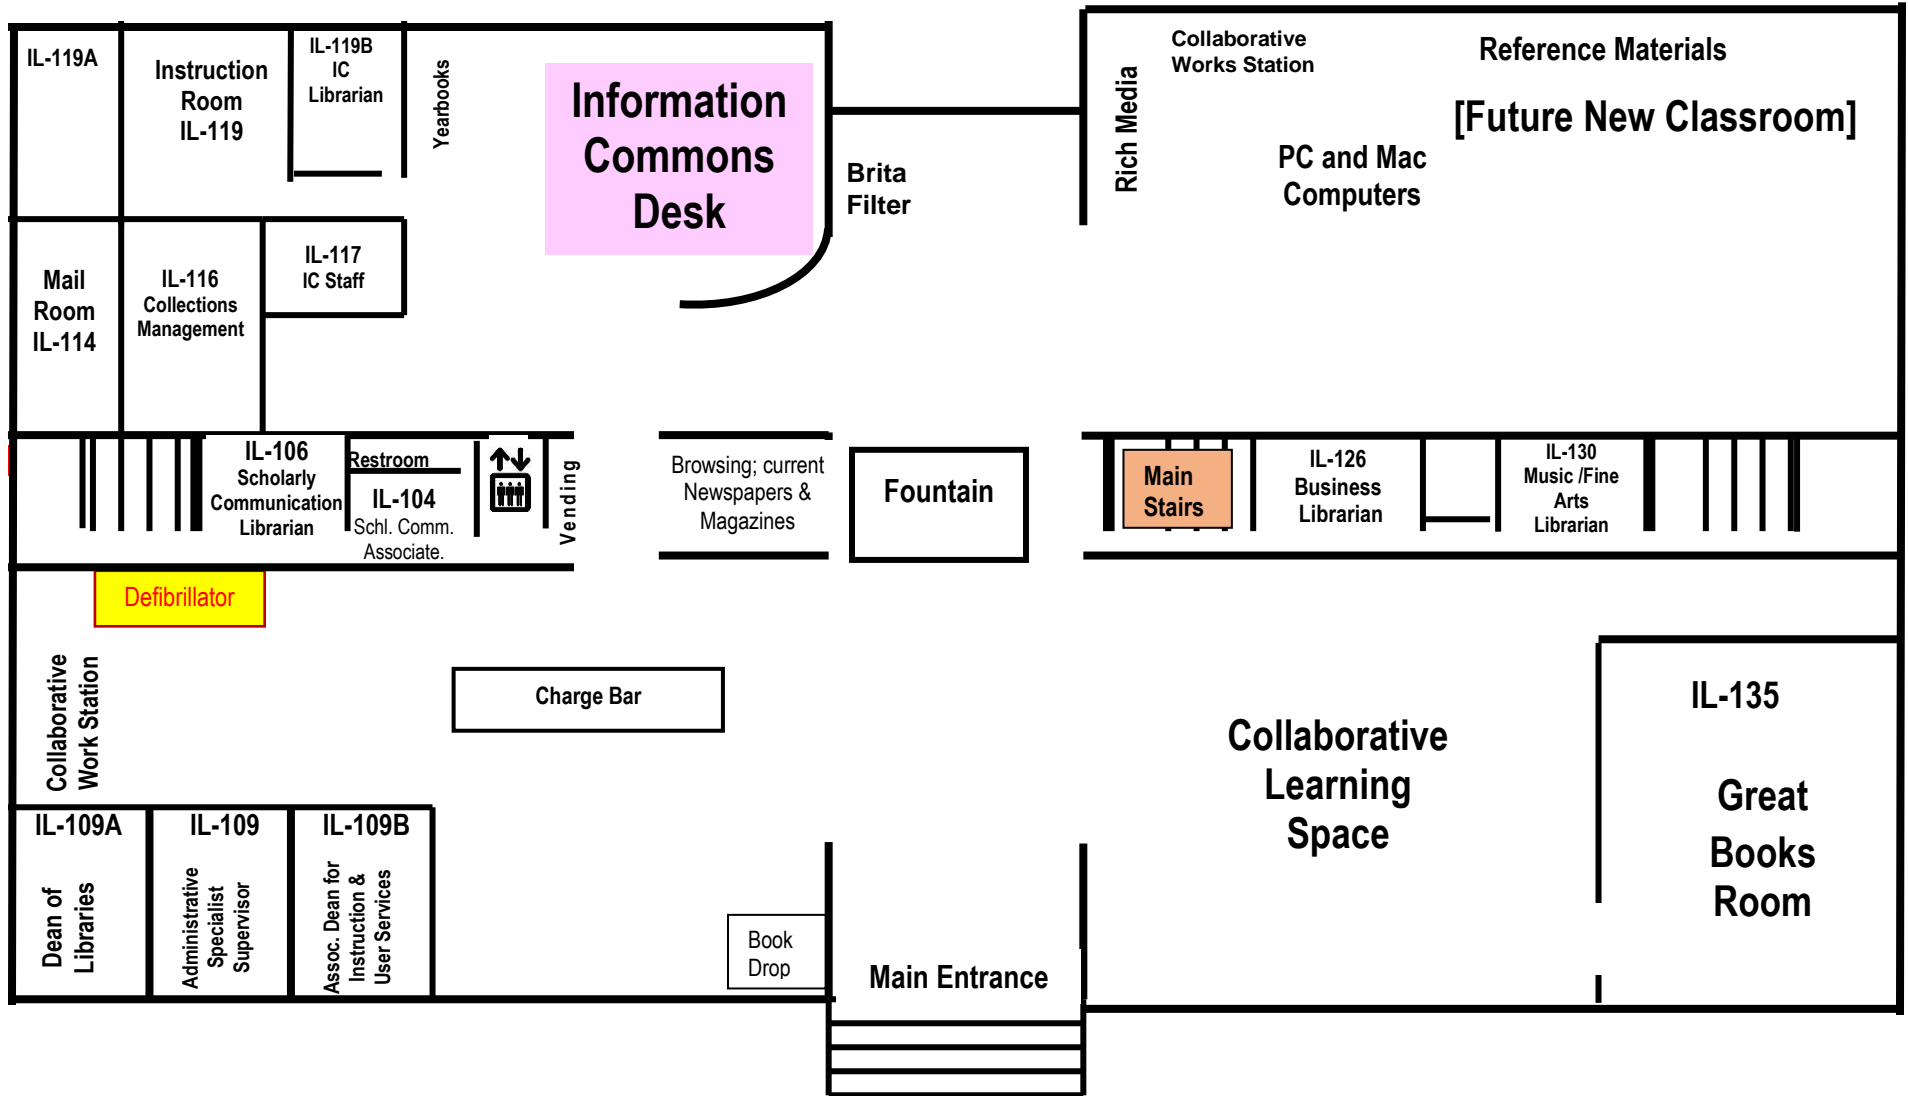 IL-119A
Instruction
Room
IL-119
IL-119B
IC
Librarian
Yearbooks
Information
Commons
Desk
Brita
Filter
Rich Media
Collaborative
Works Station
Reference Materials
[Future New Classroom]
PC and Mac
Computers
Mail
Room
IL-114
IL-116
Collections
Management
IL-117
IC Staff
IL-106
Scholarly
Communication
Librarian
Restroom
IL-104
Schl. Comm.
Associate.
Vending
Browsing; current
Newspapers &
Magazines
Fountain
Main
Stairs
IL-126
Business
Librarian
IL-130
Music /Fine
Arts
Librarian
Defibrillator
Collaborative
Work Station
Charge Bar
Collaborative
Learning
Space
IL-135
Great
Books
Room
IL-109A
Dean of
Libraries
IL-109
Administrative
Specialist
Supervisor
IL-109B
Assoc. Dean for
Instruction &
User Services
Book
Drop
Main Entrance